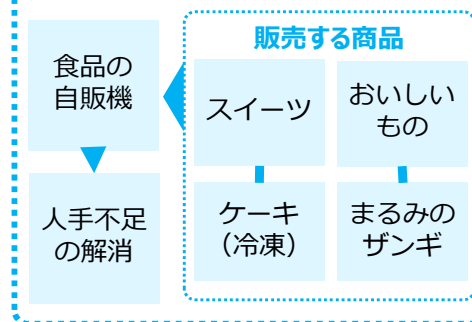 食品の
自販機
人手不足
の解消
販売する商品
スイーツ
おいしい
もの
ケーキ
（冷凍）
まるみの
ザンギ